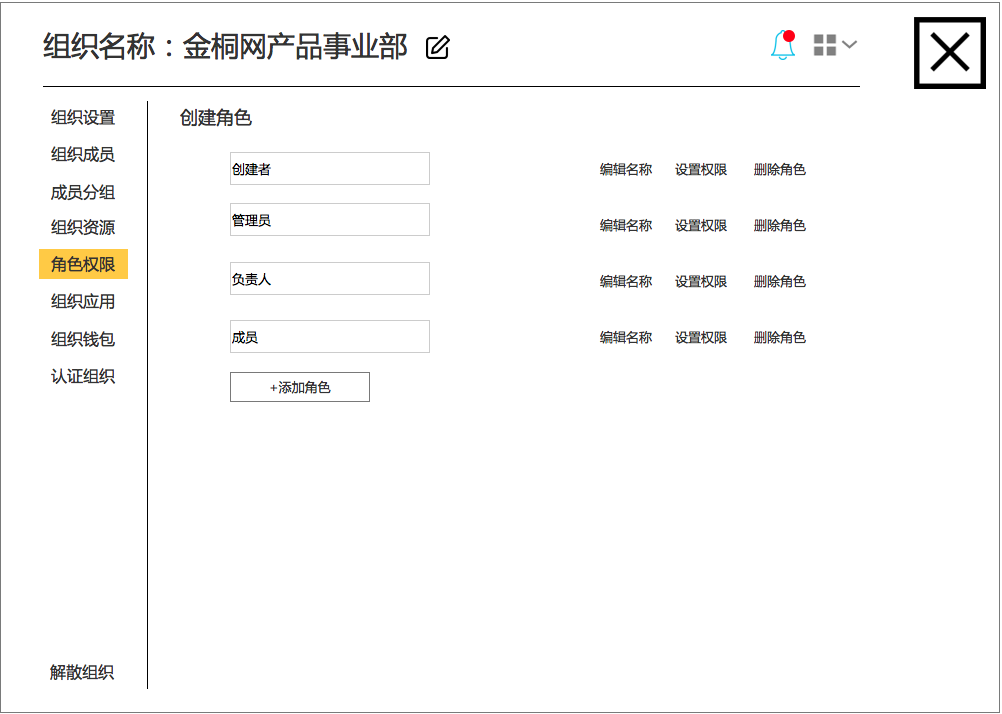 组织名称：金桐网产品事业部
组织设置
组织成员
成员分组
组织资源
角色权限
组织应用
组织钱包
认证组织
解散组织
创建角色
创建者 编辑名称 设置权限 删除角色
管理员 编辑名称 设置权限 删除角色
负责人 编辑名称 设置权限 删除角色
成员 编辑名称 设置权限 删除角色
+添加角色